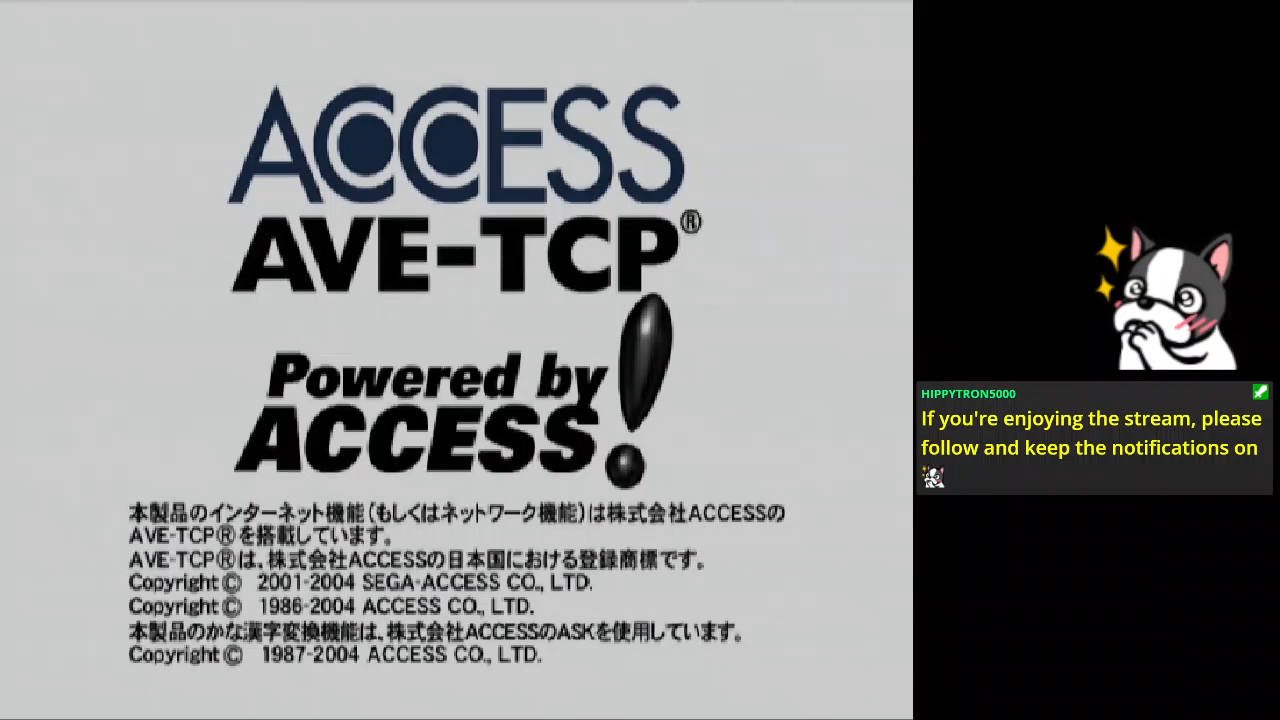 ACCESS
AVE-TCP®
Powered by
ACCESS!
本製品のインターネット機能(もしくはネットワーク機能)は株式会社ACCESSの
AVE-TCP®を搭載しています。
AVE-TCP®は、株式会社ACCESSの日本国における登録商標です。
Copyright© 2001-2004 SEGA-ACCESS CO., LTD.
Copyright© 1986-2004 ACCESS CO., LTD.
本製品のかな漢字変換機能は、株式会社ACCESSのASKを使用しています。
Copyright© 1987-2004 ACCESS CO., LTD.
HIPPYTRON5000
If you're enjoying the stream, please
follow and keep the notifications on